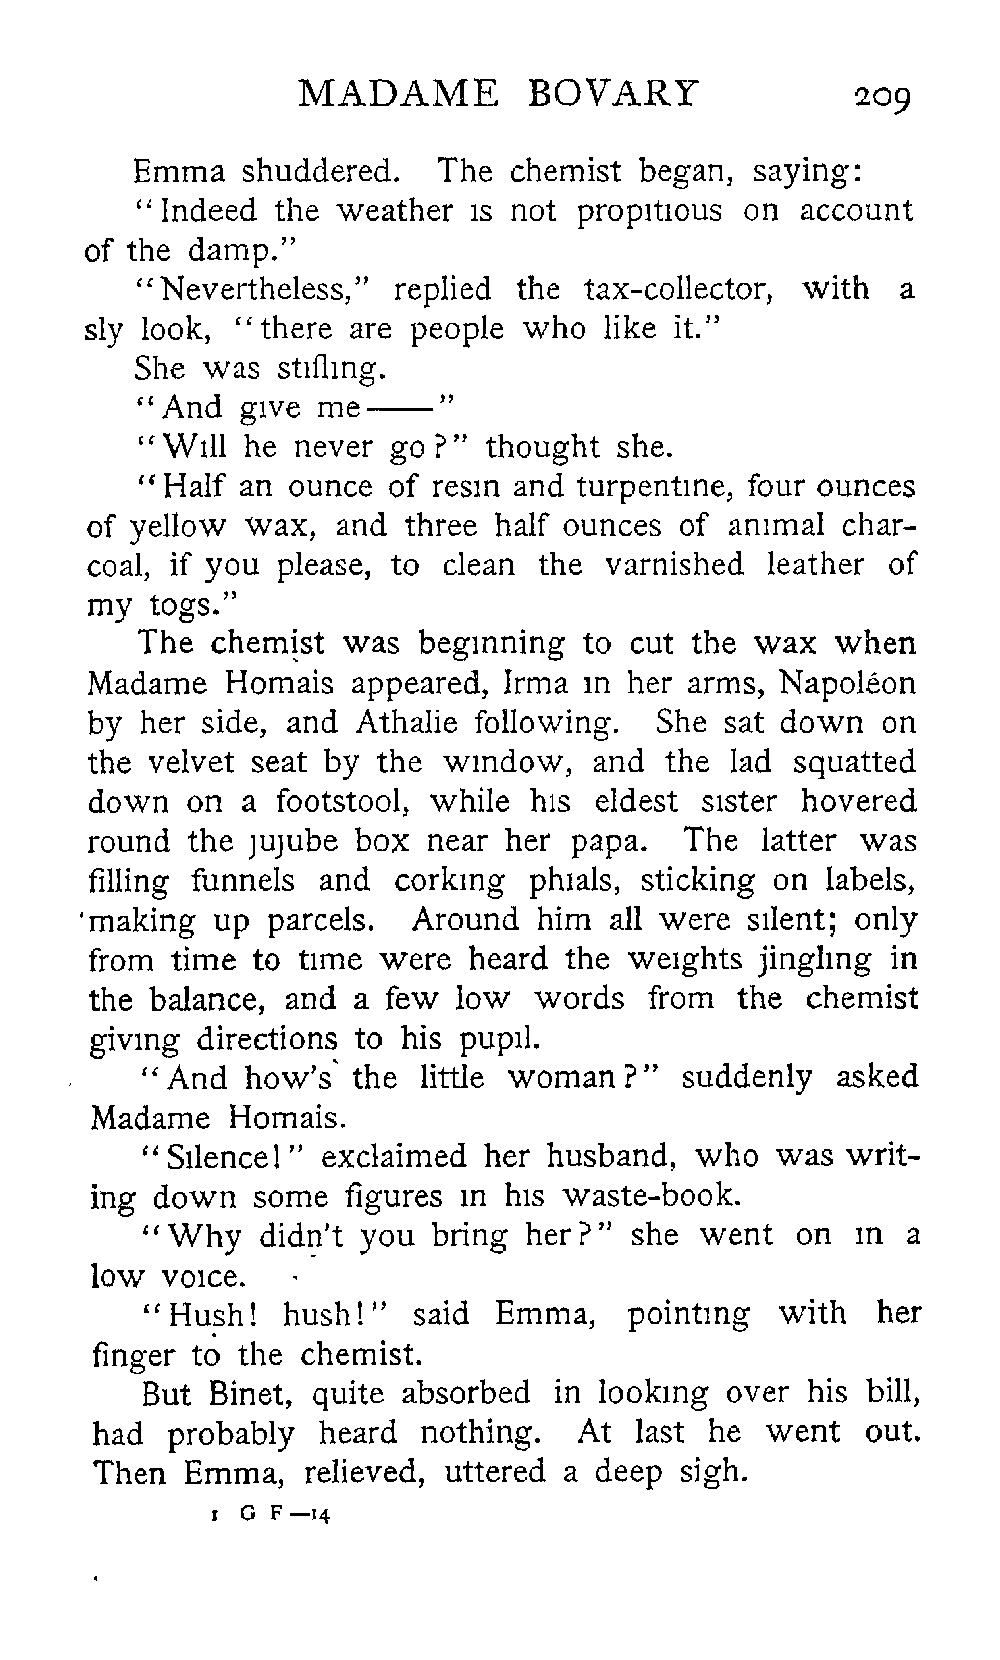 MADAME BOVARY 209
Emma shuddered. The chemist began, saying:
"Indeed the weather is not propitious on account
of the damp."
"Nevertheless," replied the tax-collector, with a
sly look, "there are people who like it."
She was stifling.
"And give me——"
"Will he never go?" thought she.
"Half an ounce of resin and turpentine, four ounces
of yellow wax, and three half ounces of animal char-
coal, if you please, to clean the varnished leather of
my togs."
The chemist was beginning to cut the wax when
Madame Homais appeared, Irma in her arms, Napoléon
by her side, and Athalie following. She sat down on
the velvet seat by the window, and the lad squatted
down on a footstool, while his eldest sister hovered
round the jujube box near her papa. The latter was
filling funnels and corking phials, sticking on labels,
making up parcels. Around him all were silent; only
from time to time were heard the weights jingling in
the balance, and a few low words from the chemist
giving directions to his pupil.
"And how's the little woman?" suddenly asked
Madame Homais.
"Silence!" exclaimed her husband, who was writ-
ing down some figures in his waste-book.
"Why didn't you bring her?" she went on in a
low voice.
"Hush! hush!" said Emma, pointing with her
finger to the chemist.
But Binet, quite absorbed in looking over his bill,
had probably heard nothing. At last he went out.
Then Emma, relieved, uttered a deep sigh.
1 G F—14